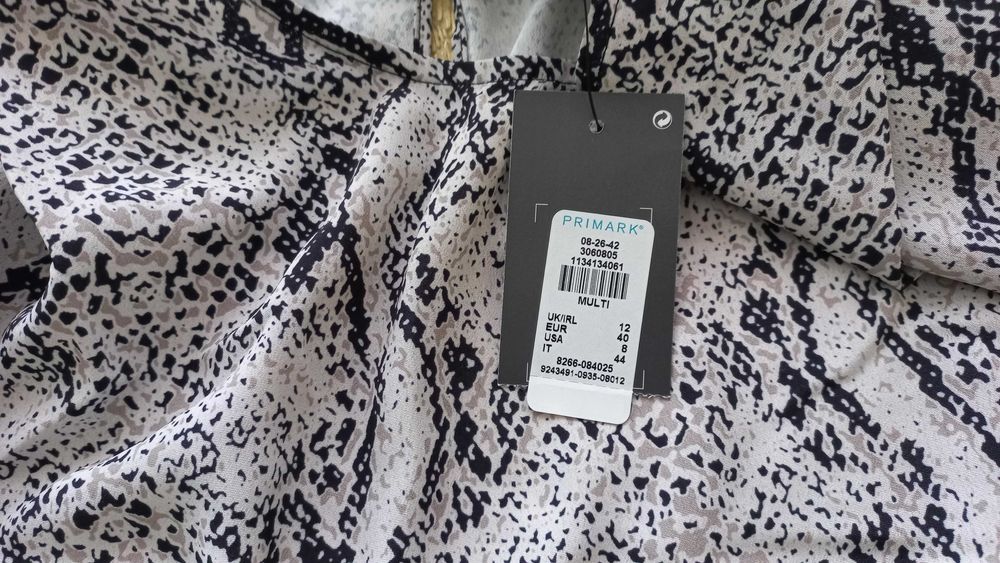 PRIMARK®
08-26-42
3060805
1134134061
MULTI
UK/IRL 12
EUR 40
USA 8
IT 44
8266-084025
9243491-0935-08012